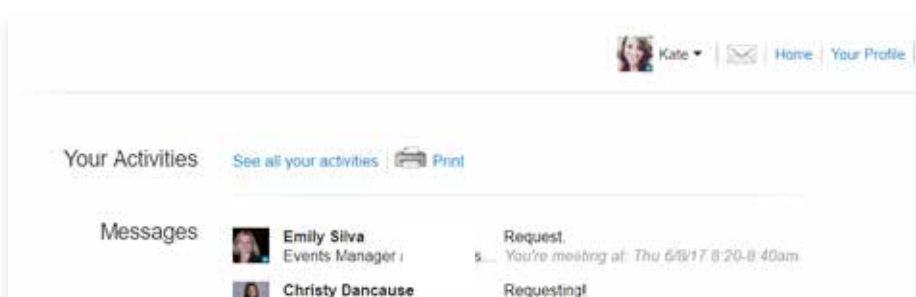 Kate Home Your Profile
Your Activities See all your activities Print
Messages Emily Silva Request.
Events Manager s... You're meeting at: Thu 6/8/17 8:20-8:40am
Christy Dancause Requesting!